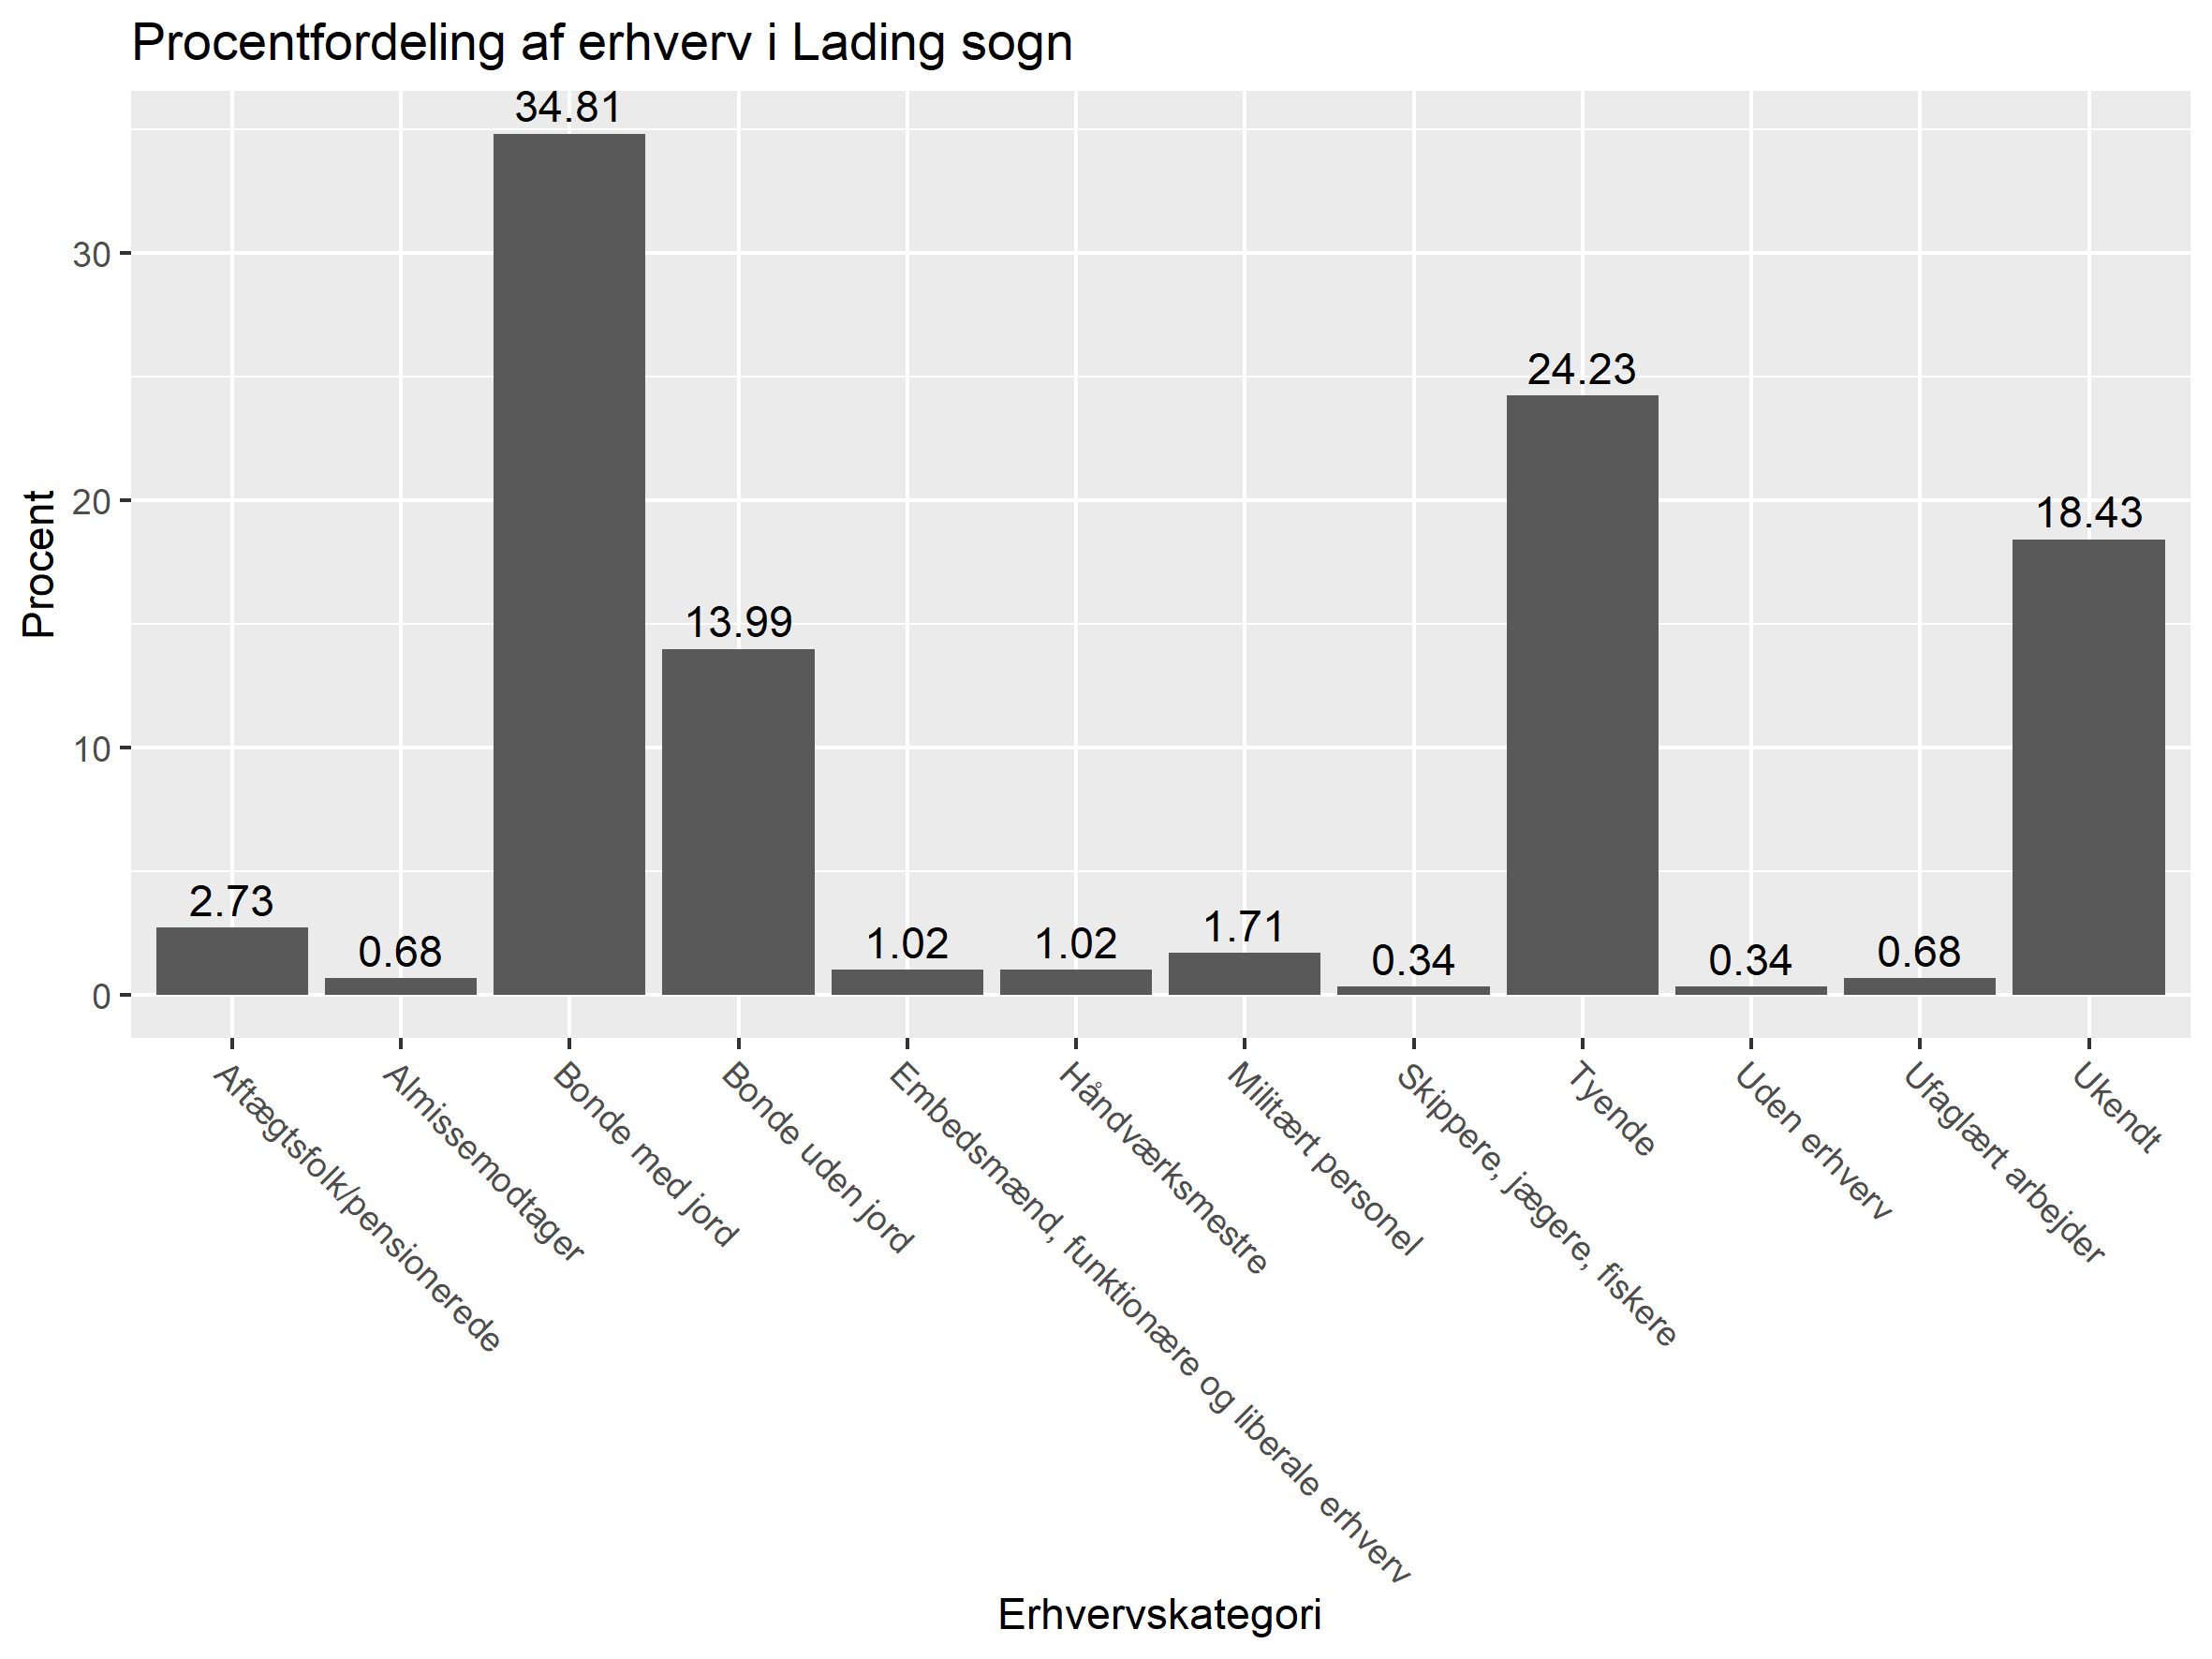 Procentfordeling af erhverv i Lading sogn
Procent
30
20
10
0
2.73
0.68
34.81
13.99
1.02
1.02
1.71
0.34
24.23
0.34
0.68
18.43
Aftægtsfolk/pensionerede
Almissemodtager
Bonde med jord
Bonde uden jord
Embedsmænd, funktionære og liberale erhverv
Håndværksmestre
Militært personel
Skippere, jægere, fiskere
Tyende
Uden erhverv
Ufaglært arbejder
Ukendt
Erhvervskategori